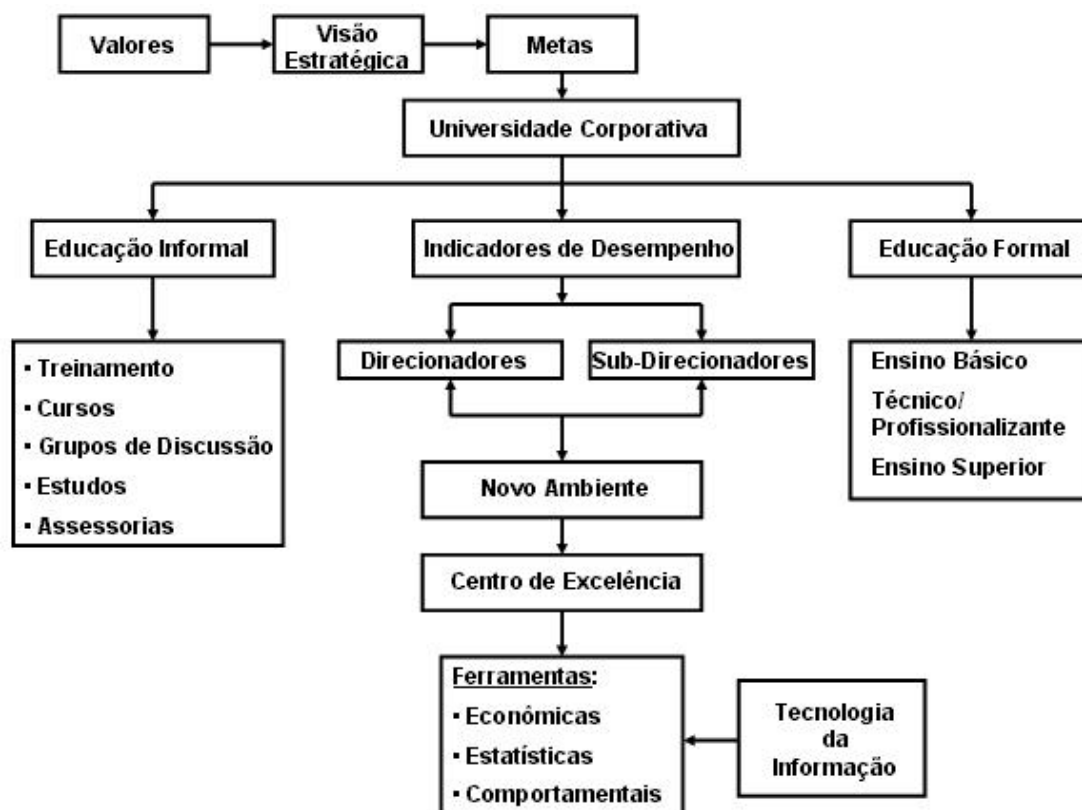 Valores
Visão
Estratégica
Metas
Universidade Corporativa
Educação Informal
Indicadores de Desempenho
Educação Formal
▪ Treinamento
▪ Cursos
▪ Grupos de Discussão
▪ Estudos
▪ Assessorias
Direcionadores
Sub-Direcionadores
Ensino Básico
Técnico/
Profissionalizante
Ensino Superior
Novo Ambiente
Centro de Excelência
Ferramentas:
▪ Econômicas
▪ Estatísticas
▪ Comportamentais
Tecnologia
da
Informação